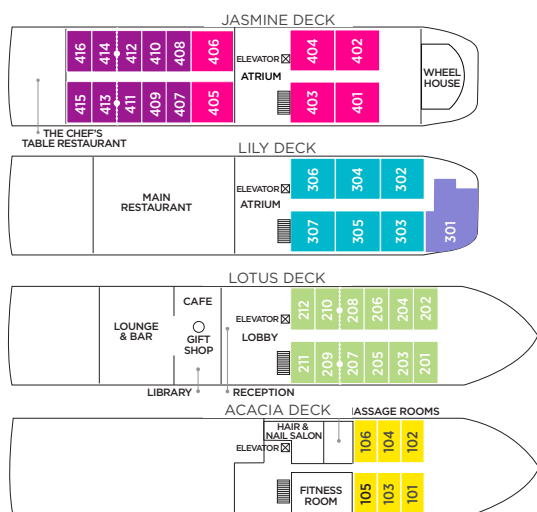 JASMINE DECK
416 414 412 410 408 406
ELEVATOR
ATRIUM
404 402
WHEEL
HOUSE
415 413 411 409 407 405
403 401
THE CHEF'S
TABLE RESTAURANT
LILY DECK
MAIN
RESTAURANT
ELEVATOR
ATRIUM
306 304 302
307 305 303 301
LOTUS DECK
LOUNGE
& BAR
CAFE
GIFT
SHOP
ELEVATOR
LOBBY
212 210 208 206 204 202
211 209 207 205 203 201
LIBRARY RECEPTION
ACACIA DECK
ASSAGE ROOMS
HAIR &
NAIL SALON
ELEVATOR
106 104 102
FITNESS
ROOM
105 103 101